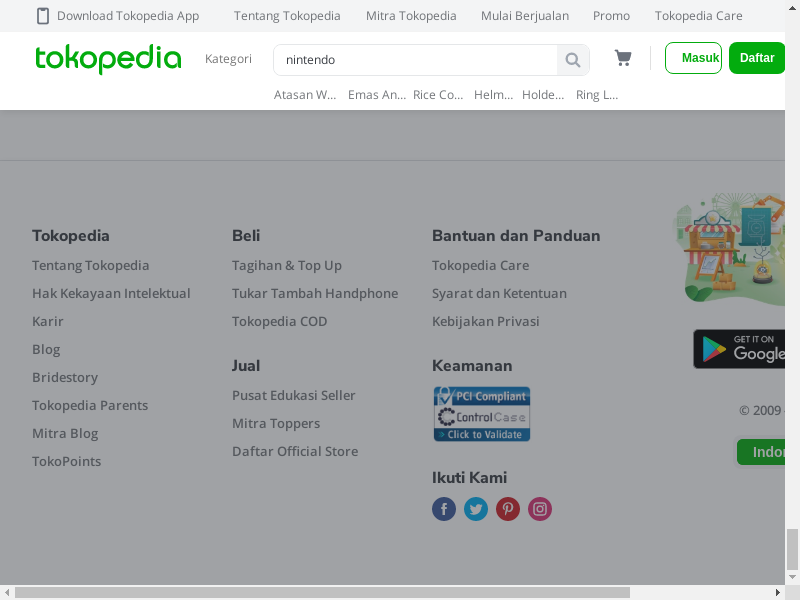 Download Tokopedia App Tentang Tokopedia Mitra Tokopedia Mulai Berjualan Promo Tokopedia Care
tokopedia Kategori nintendo Masuk Daftar
Atasan W... Emas An... Rice Co... Helm... Holde... Ring L...
Tokopedia
Tentang Tokopedia
Hak Kekayaan Intelektual
Karir
Blog
Bridestory
Tokopedia Parents
Mitra Blog
TokoPoints
Beli
Tagihan & Top Up
Tukar Tambah Handphone
Tokopedia COD
Jual
Pusat Edukasi Seller
Mitra Toppers
Daftar Official Store
Bantuan dan Panduan
Tokopedia Care
Syarat dan Ketentuan
Kebijakan Privasi
Keamanan
PCI Compliant
ControlCase
Click to Validate
Ikuti Kami
GET IT ON
Google
© 2009